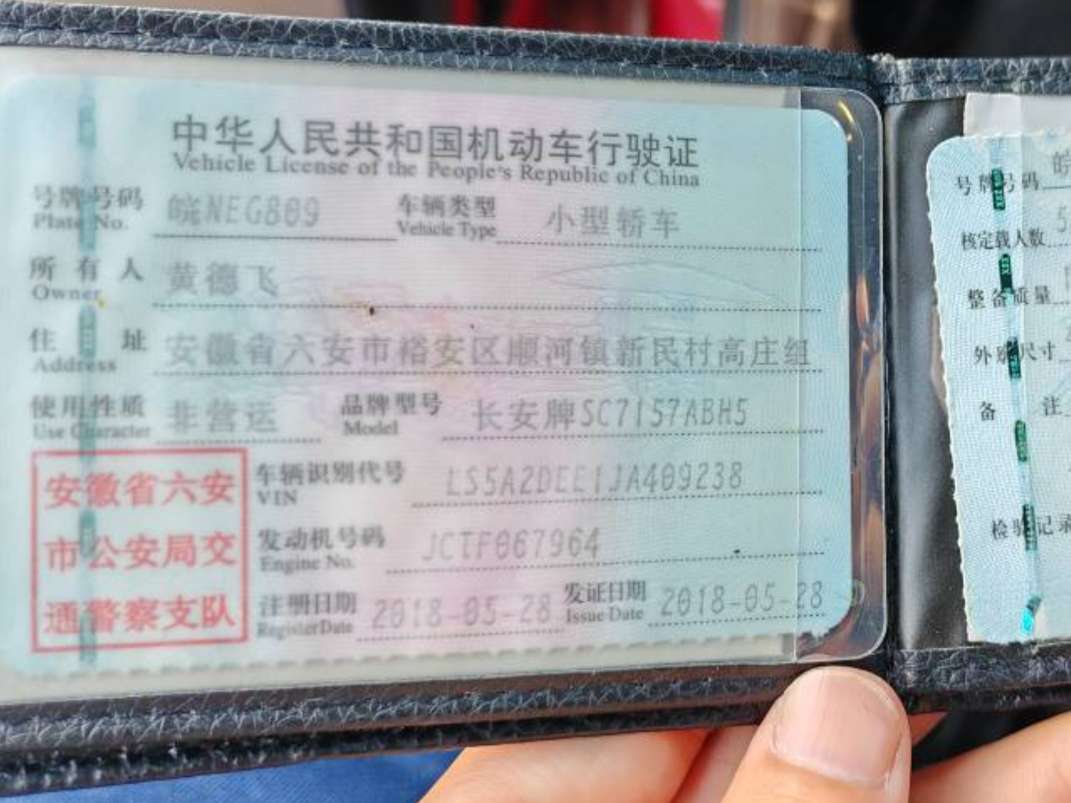 中华人民共和国机动车行驶证
Vehicle License of the People's Republic of China
号牌号码 皖NEG809 车辆类型 小型轿车
Plate No. Vehicle Type
所有人 黄德飞
Owner
住址 安徽省六安市裕安区顺河镇新民村高庄组
Address
使用性质 非营运 品牌型号 长安牌SC7157ABH5
Use Character Model
车辆识别代号 LS5A2DEE1JA409238
VIN
发动机号码 JCTF067964
Engine No.
注册日期 2018-05-28 发证日期 2018-05-28
RegisterDate Issue Date
安徽省六安
市公安局交
通警察支队
号牌号码 皖
核定载人数 5
整备质量
外廓尺寸
备注
检验记录